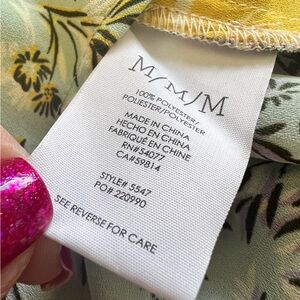 M/M/M
100% POLYESTER/
POLIESTER/POLYESTER
MADE IN CHINA
HECHO EN CHINA
FABRIQUÉ EN CHINE
RN#54077
CA#59814
STYLE# 5547
PO# 220990
SEE REVERSE FOR CARE